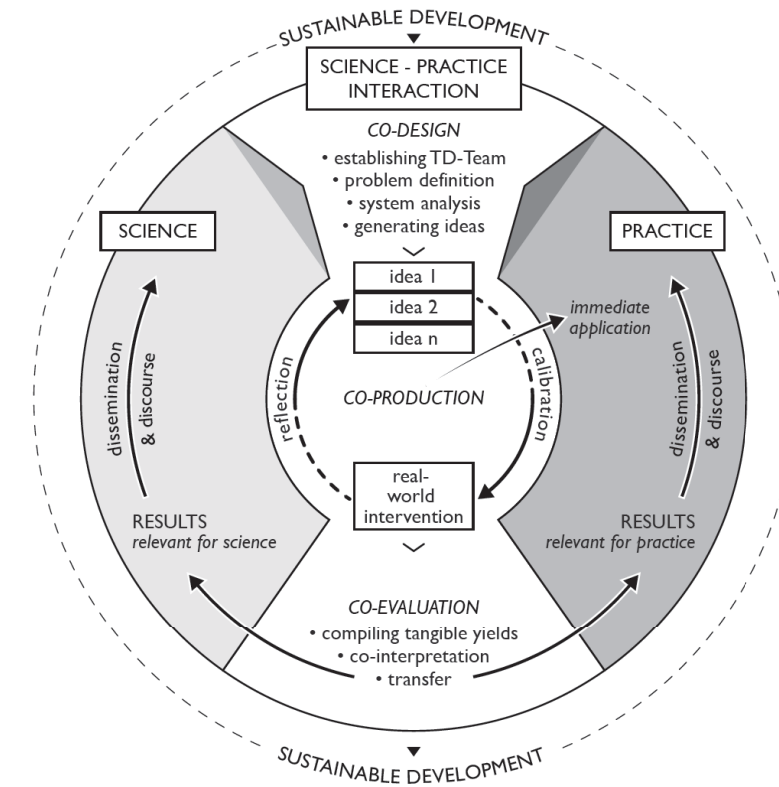 SUSTAINABLE DEVELOPMENT
SCIENCE - PRACTICE
INTERACTION
CO-DESIGN
• establishing TD-Team
• problem definition
• system analysis
• generating ideas
SCIENCE
PRACTICE
idea 1
idea 2
idea n
immediate
application
dissemination
& discourse
reflection
CO-PRODUCTION
calibration
dissemination
& discourse
real-
world
intervention
RESULTS
relevant for science
RESULTS
relevant for practice
CO-EVALUATION
• compiling tangible yields
• co-interpretation
• transfer
SUSTAINABLE DEVELOPMENT